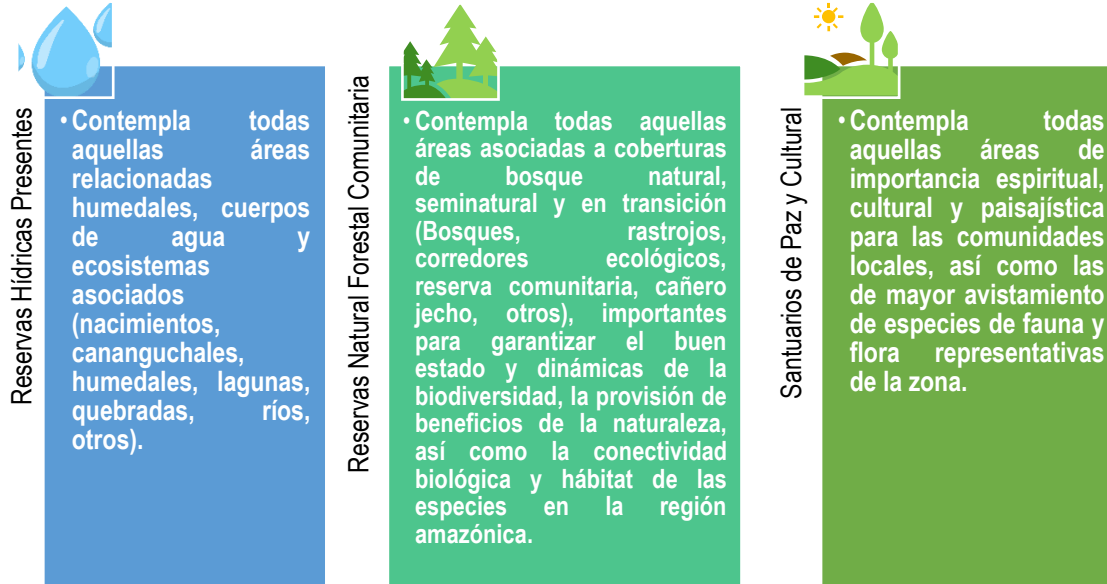 Reservas Hídricas Presentes
• Contempla todas
aquellas áreas
relacionadas
humedales, cuerpos
de agua y
ecosistemas
asociados
(nacimientos,
cananguchales,
humedales, lagunas,
quebradas, ríos,
otros).
Reservas Natural Forestal Comunitaria
• Contempla todas aquellas
áreas asociadas a coberturas
de bosque natural,
seminatural y en transición
(Bosques, rastrojos,
corredores ecológicos,
reserva comunitaria, cañero
jecho, otros), importantes
para garantizar el buen
estado y dinámicas de la
biodiversidad, la provisión de
beneficios de la naturaleza,
así como la conectividad
biológica y hábitat de las
especies en la región
amazónica.
Santuarios de Paz y Cultural
• Contempla todas
aquellas áreas de
importancia espiritual,
cultural y paisajística
para las comunidades
locales, así como las
de mayor avistamiento
de especies de fauna y
flora representativas
de la zona.